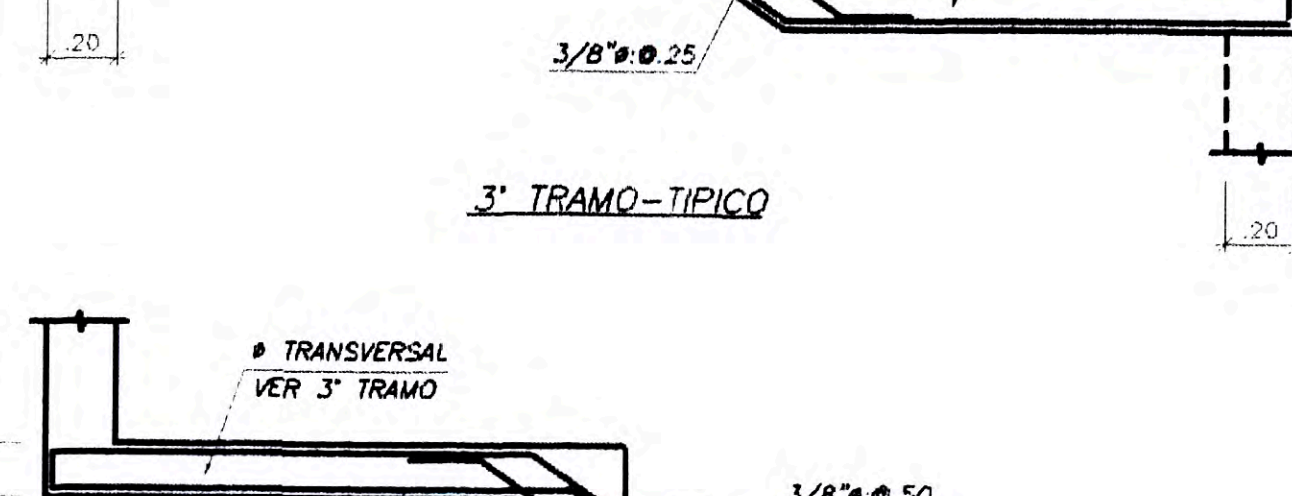 .20
3/8"ø:@.25
3° TRAMO-TIPICO
.20
ø TRANSVERSAL
VER 3° TRAMO
3/8"ø:@.50